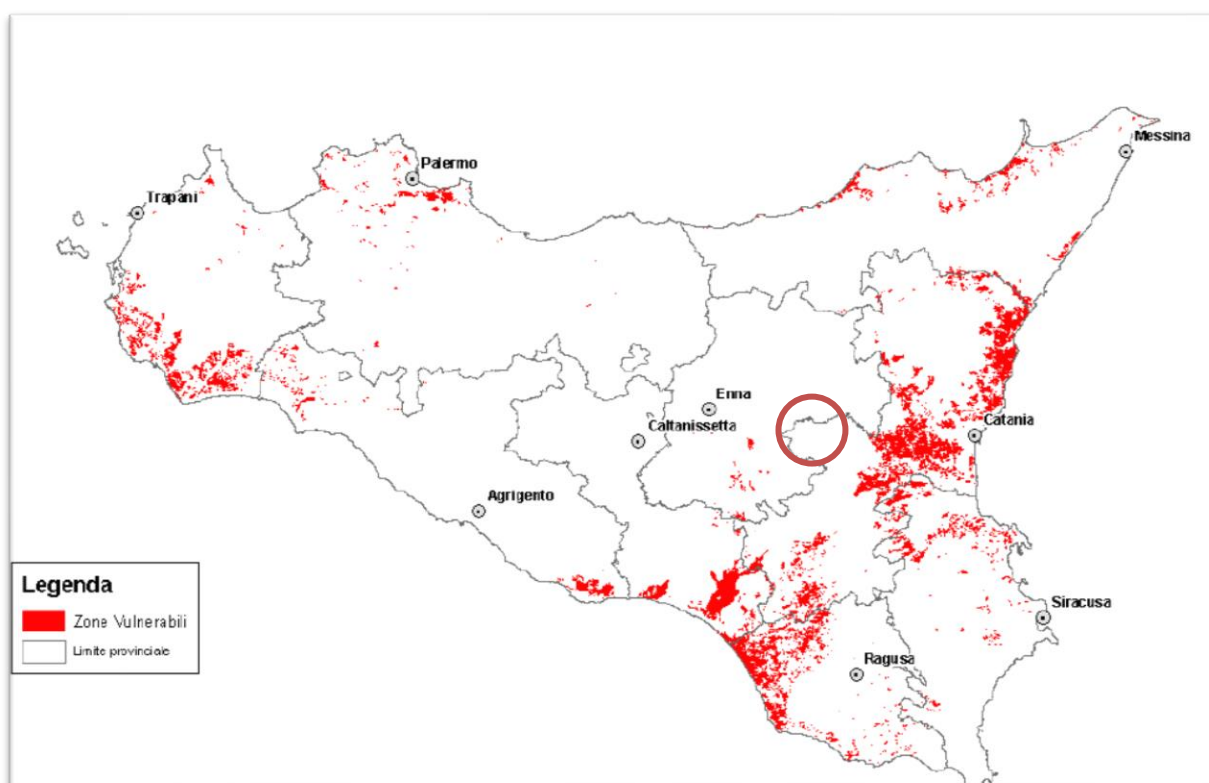 Messina
Palermo
Trapani
Enna
Caltanissetta
Catania
Agrigento
Legenda
Zone Vulnerabili
Limite provinciale
Siracusa
Ragusa